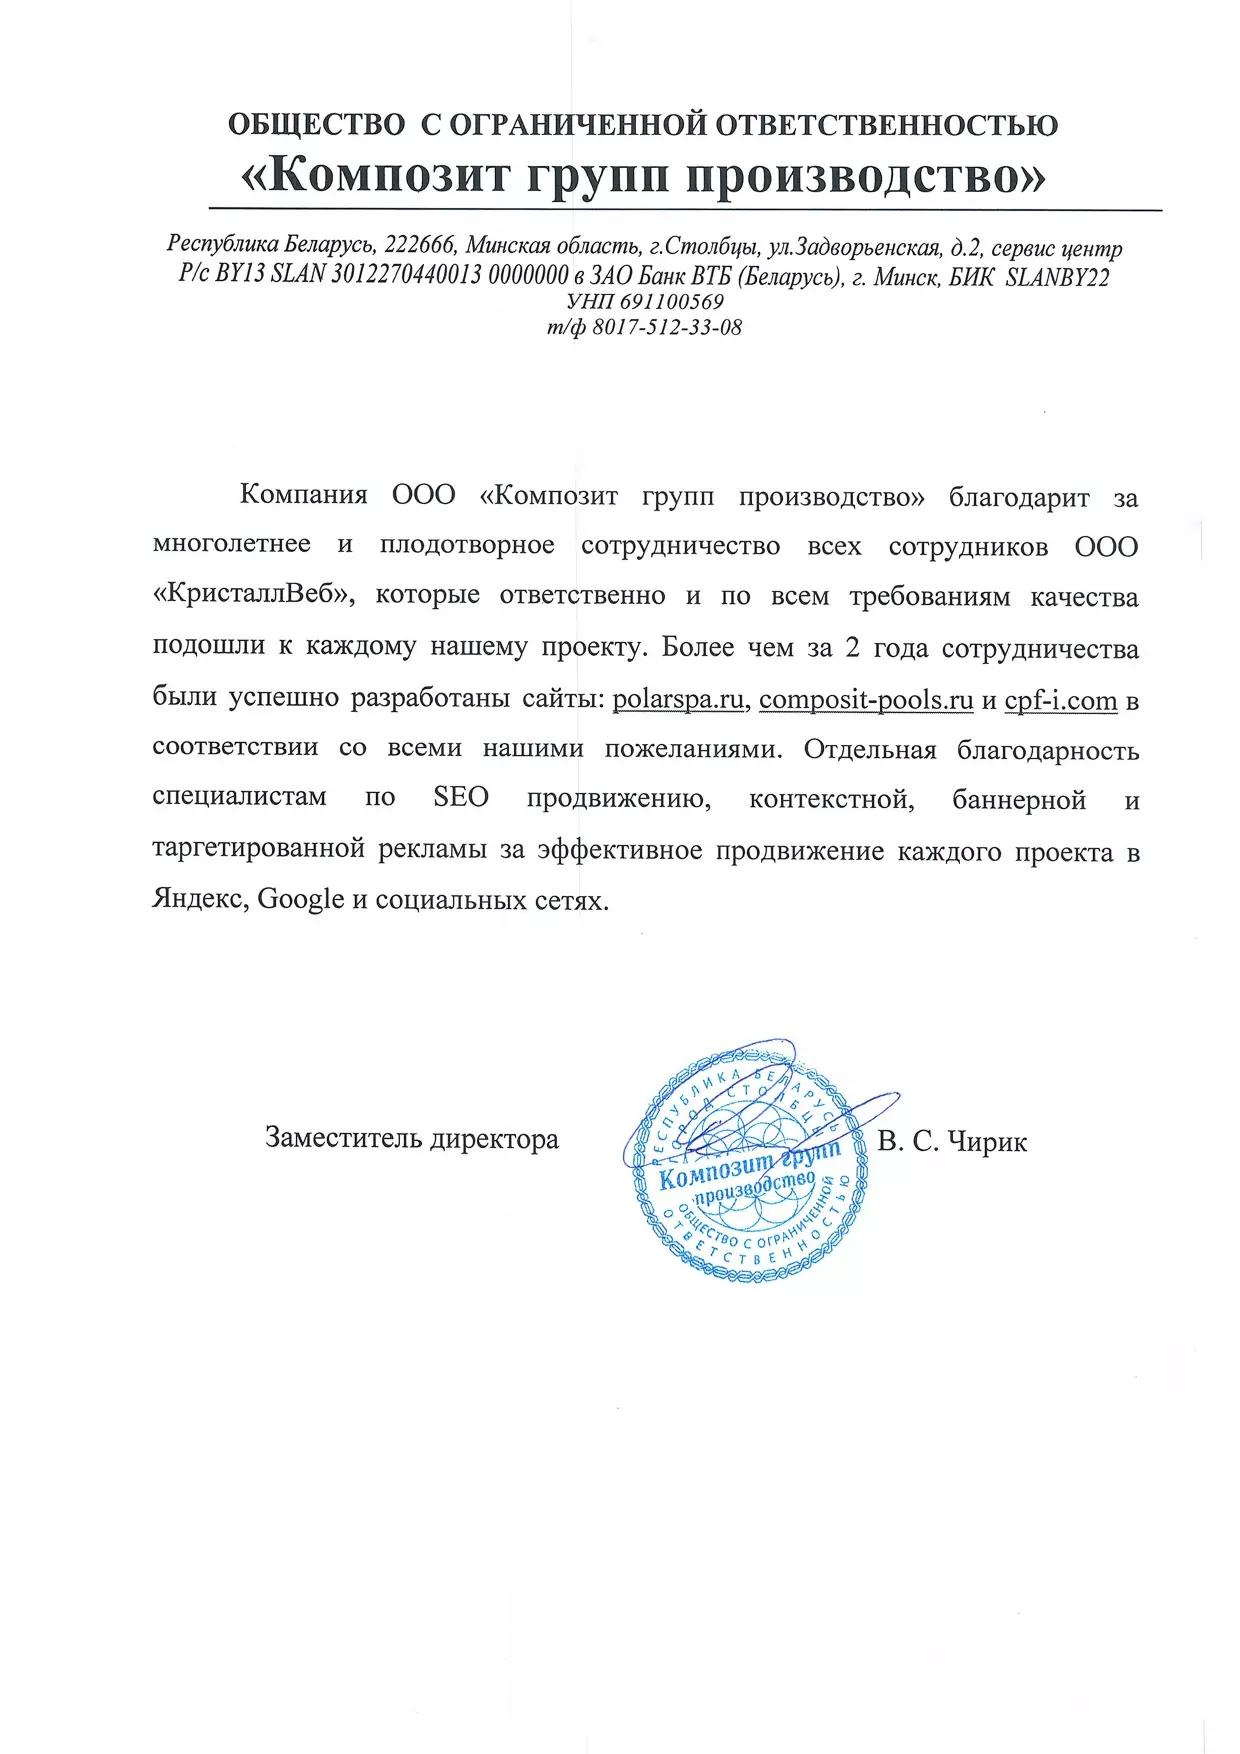 ОБЩЕСТВО С ОГРАНИЧЕННОЙ ОТВЕТСТВЕННОСТЬЮ
«Композит групп производство»
Республика Беларусь, 222666, Минская область, г.Столбцы, ул.Задворьенская, д.2, сервис центр
Р/с BY13 SLAN 3012270440013 0000000 в ЗАО Банк ВТБ (Беларусь), г. Минск, БИК SLANBY22
УНП 691100569
т/ф 8017-512-33-08
Компания ООО «Композит групп производство» благодарит за
многолетнее и плодотворное сотрудничество всех сотрудников ООО
«КристаллВеб», которые ответственно и по всем требованиям качества
подошли к каждому нашему проекту. Более чем за 2 года сотрудничества
были успешно разработаны сайты: polarspa.ru, composit-pools.ru и cpf-i.com в
соответствии со всеми нашими пожеланиями. Отдельная благодарность
специалистам по SEO продвижению, контекстной, баннерной и
таргетированной рекламы за эффективное продвижение каждого проекта в
Яндекс, Google и социальных сетях.
Заместитель директора
РЕСПУБЛИКА БЕЛАРУСЬ
ГОРОД СТОЛБЦЫ
Композит групп
производство
ОБЩЕСТВО С ОГРАНИЧЕННОЙ
ОТВЕТСТВЕННОСТЬЮ
В. С. Чирик